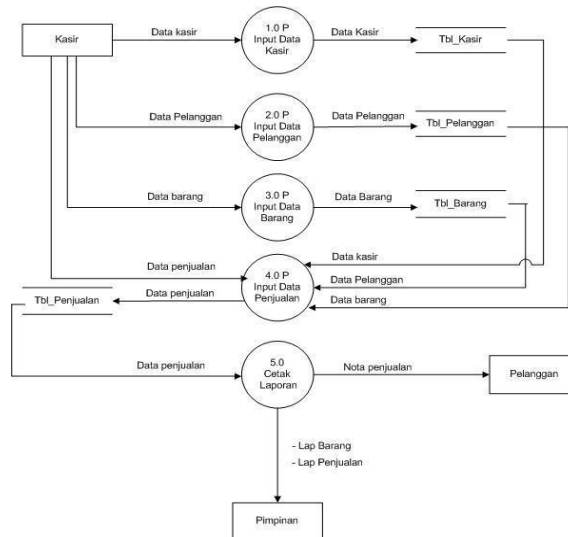 Kasir
Data kasir
1.0 P
Input Data
Kasir
Data Kasir
Tbl_Kasir
Data Pelanggan
2.0 P
Input Data
Pelanggan
Data Pelanggan
Tbl_Pelanggan
Data barang
3.0 P
Input Data
Barang
Data Barang
Tbl_Barang
Data kasir
Data penjualan
4.0 P
Input Data
Penjualan
Data Pelanggan
Tbl_Penjualan
Data penjualan
Data barang
Data penjualan
5.0
Cetak
Laporan
Nota penjualan
Pelanggan
- Lap Barang
- Lap Penjualan
Pimpinan